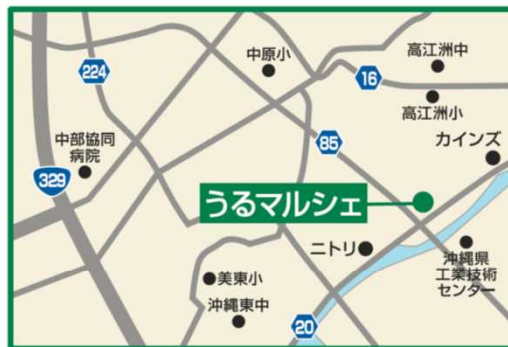 中原小
高江洲中
224
16
高江洲小
85
カインズ
中部協同
病院
329
うるマルシェ
ニトリ
沖縄県
工業技術
センター
美東小
沖縄東中
20